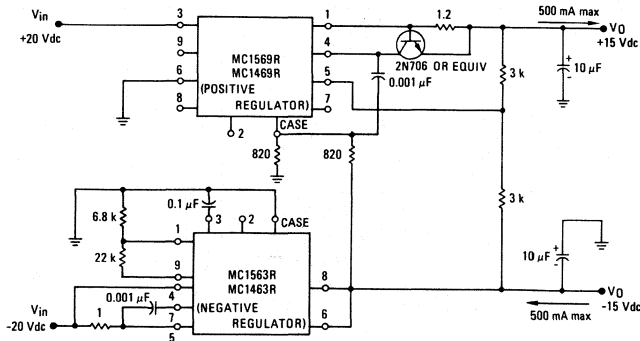 500 mA max
Vin
+20 Vdc
3
1
1.2
VO
+15 Vdc
9
MC1569R
MC1469R
4
2N706 OR EQUIV
6
(POSITIVE
REGULATOR)
5
0.001 µF
3 k
+
10 µF
-
8
7
2
CASE
820
820
3 k
0.1 µF
6.8 k
3
2
CASE
1
22 k
9
MC1563R
MC1463R
8
10 µF
+
-
0.001 µF
4
(NEGATIVE
REGULATOR)
VO
-15 Vdc
Vin
-20 Vdc
1
7
5
6
500 mA max